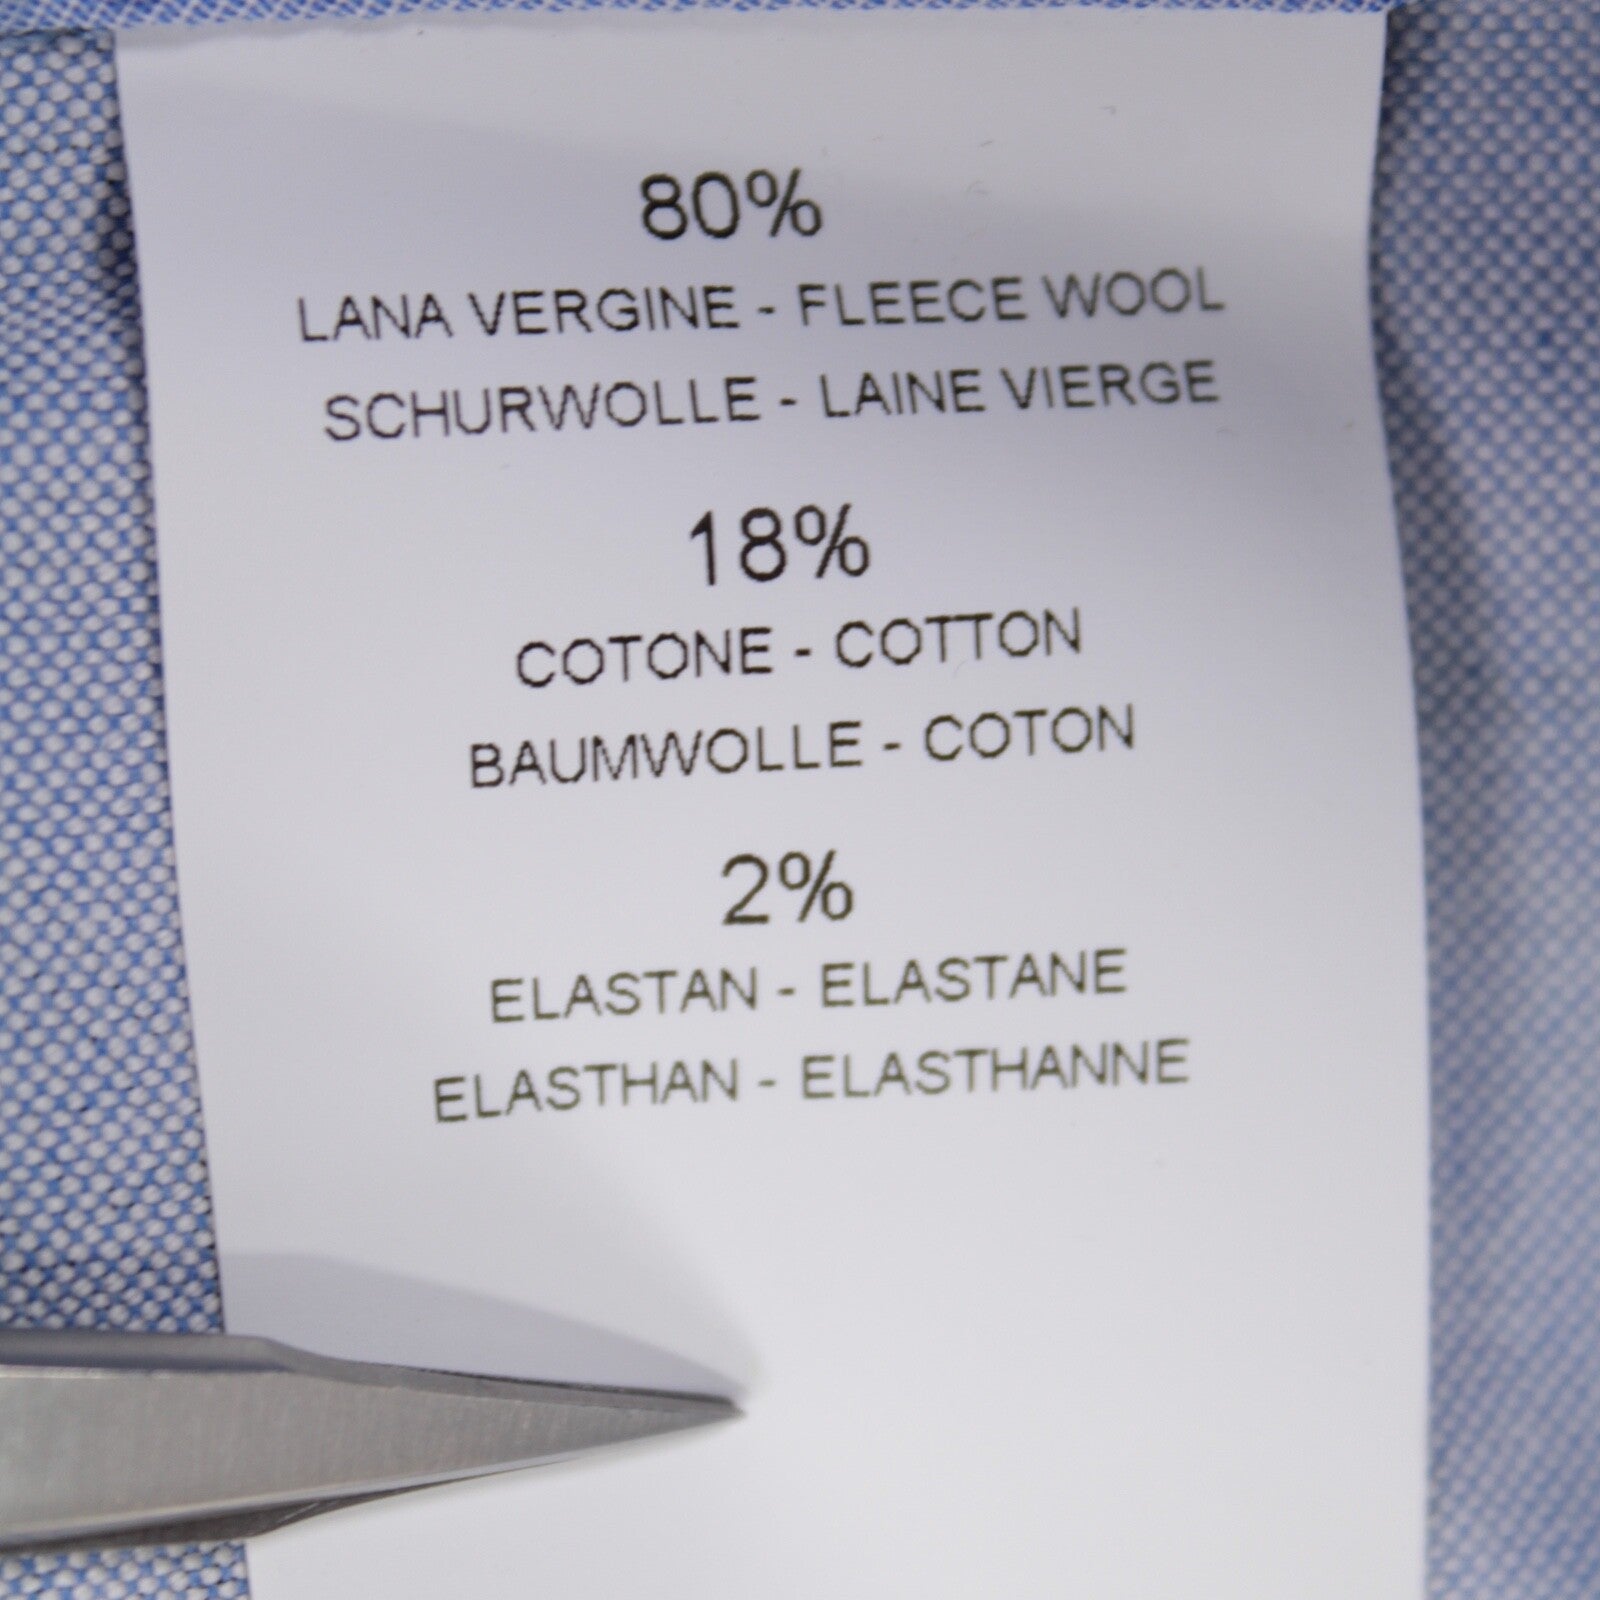 80%
LANA VERGINE - FLEECE WOOL
SCHURWOLLE - LAINE VIERGE
18%
COTONE - COTTON
BAUMWOLLE - COTON
2%
ELASTAN - ELASTANE
ELASTHAN - ELASTHANNE